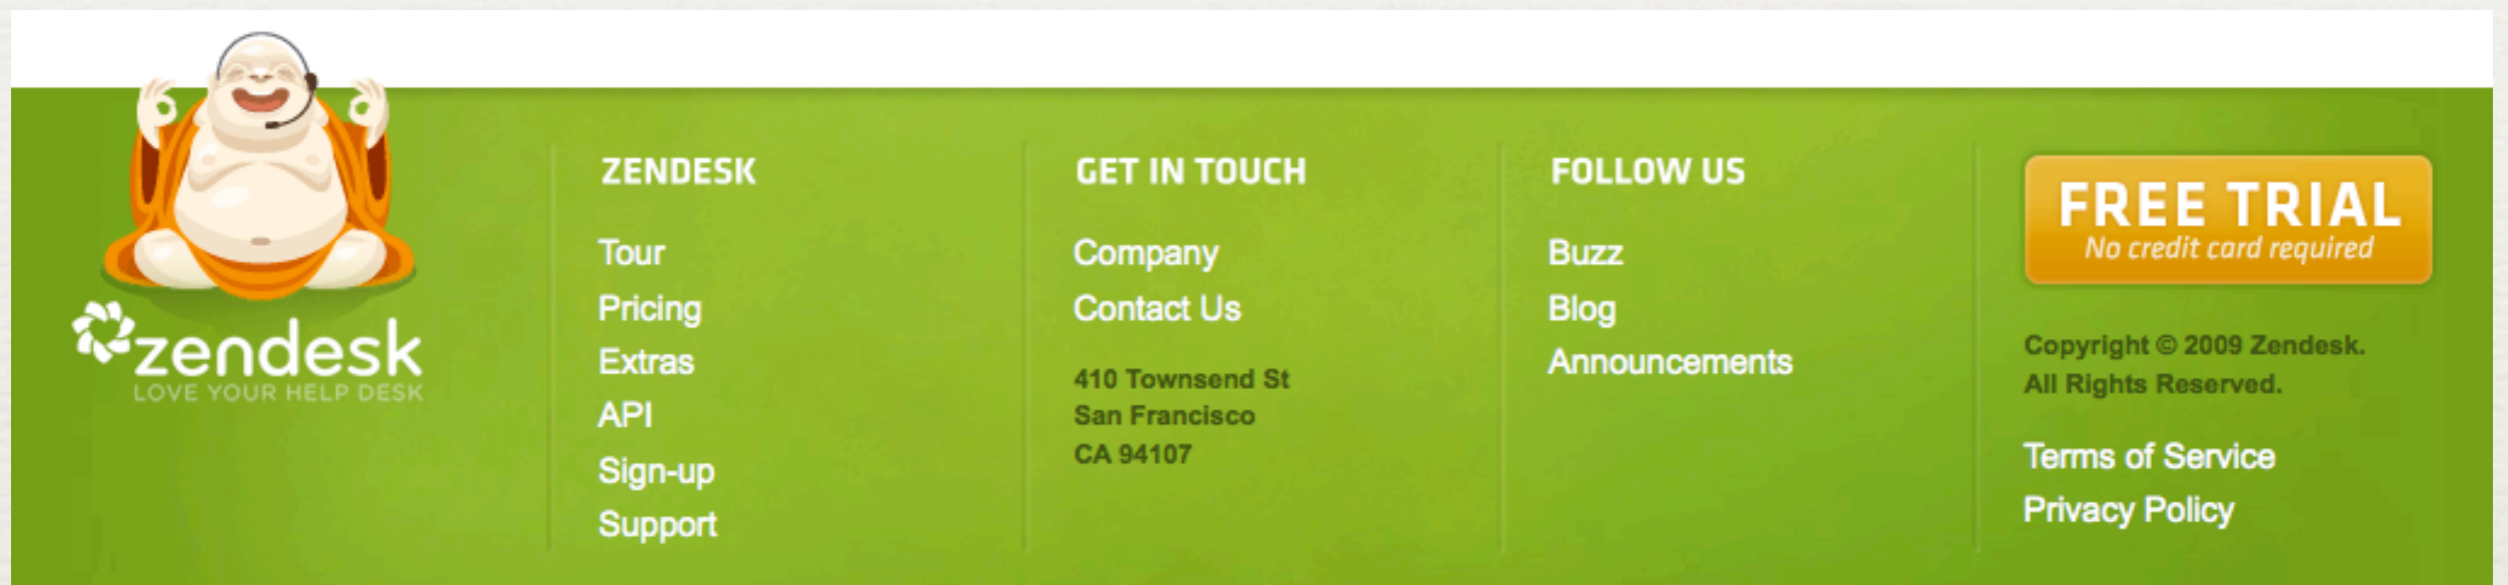 zendesk
LOVE YOUR HELP DESK
ZENDESK
Tour
Pricing
Extras
API
Sign-up
Support
GET IN TOUCH
Company
Contact Us
410 Townsend St
San Francisco
CA 94107
FOLLOW US
Buzz
Blog
Announcements
FREE TRIAL
No credit card required
Copyright © 2009 Zendesk.
All Rights Reserved.
Terms of Service
Privacy Policy